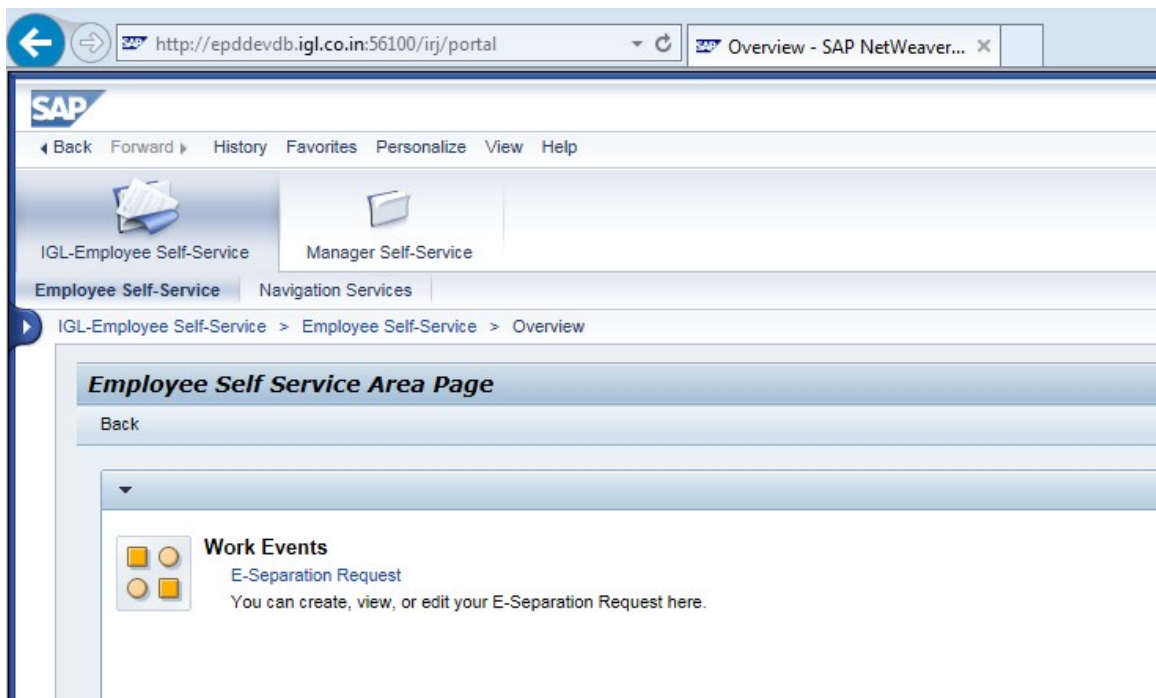 http://epddevdb.igl.co.in:56100/irj/portal
Overview - SAP NetWeaver...
SAP
Back Forward History Favorites Personalize View Help
IGL-Employee Self-Service Manager Self-Service
Employee Self-Service Navigation Services
IGL-Employee Self-Service > Employee Self-Service > Overview
Employee Self Service Area Page
Back
Work Events
E-Separation Request
You can create, view, or edit your E-Separation Request here.